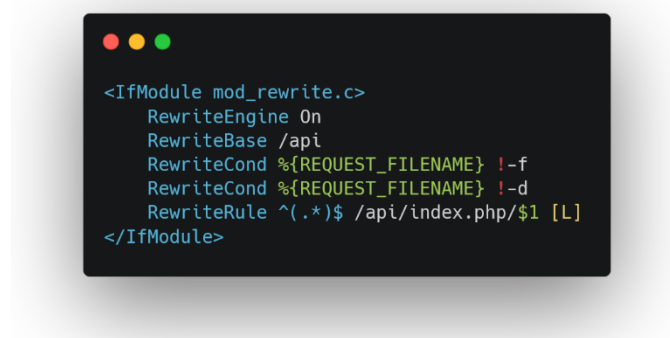 <IfModule mod_rewrite.c>
    RewriteEngine On
    RewriteBase /api
    RewriteCond %{REQUEST_FILENAME} !-f
    RewriteCond %{REQUEST_FILENAME} !-d
    RewriteRule ^(.*)$ /api/index.php/$1 [L]
</IfModule>